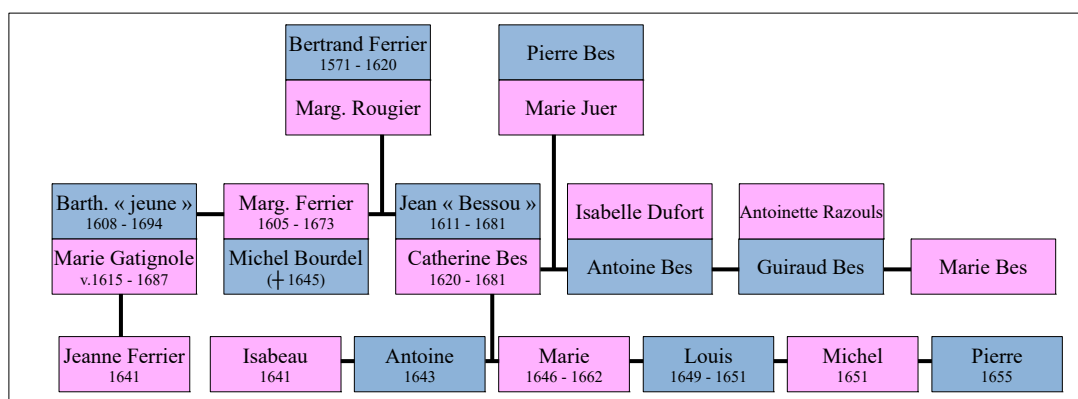 Bertrand Ferrier
1571 - 1620
Marg. Rougier
Pierre Bes
Marie Juer
Barth. « jeune »
1608 - 1694
Marie Gatignole
v.1615 - 1687
Marg. Ferrier
1605 - 1673
Michel Bourdel
(┼ 1645)
Jean « Bessou »
1611 - 1681
Catherine Bes
1620 - 1681
Isabelle Dufort
Antoine Bes
Antoinette Razouls
Guiraud Bes
Marie Bes
Jeanne Ferrier
1641
Isabeau
1641
Antoine
1643
Marie
1646 - 1662
Louis
1649 - 1651
Michel
1651
Pierre
1655